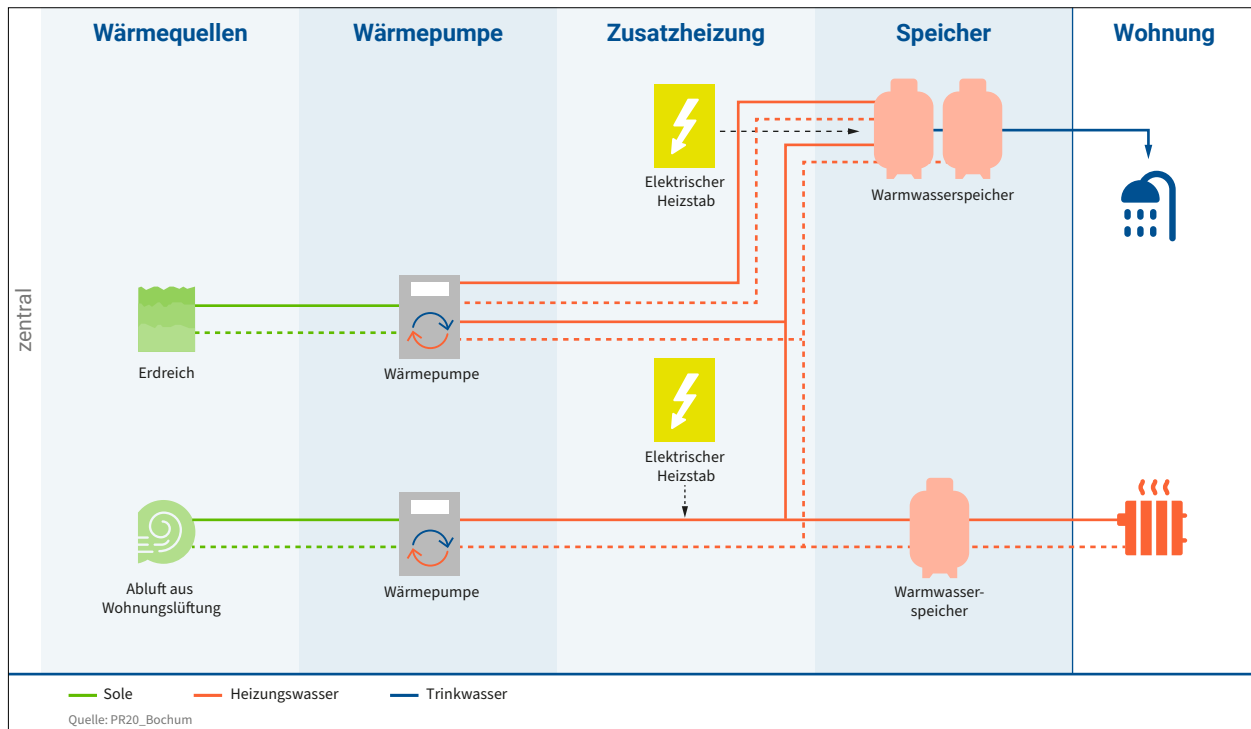 Wärmequellen
Wärmepumpe
Zusatzheizung
Speicher
Wohnung
zentral
Elektrischer
Heizstab
Warmwasserspeicher
Erdreich
Wärmepumpe
Elektrischer
Heizstab
Abluft aus
Wohnungslüftung
Wärmepumpe
Warmwasser-
speicher
Sole
Heizungswasser
Trinkwasser
Quelle: PR20_Bochum